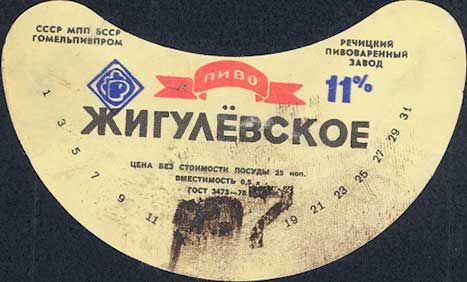 СССР МПП БССР
ГОМЕЛЬПИВПРОМ
РЕЧИЦКИЙ
ПИВОВАРЕННЫЙ
ЗАВОД
ПИВО
11%
ЖИГУЛЁВСКОЕ
ЦЕНА БЕЗ СТОИМОСТИ ПОСУДЫ 25 коп.
ВМЕСТИМОСТЬ 0,5 л
ГОСТ 3473—78
1 3 5 7 9 11 19 21 23 25 27 29 31